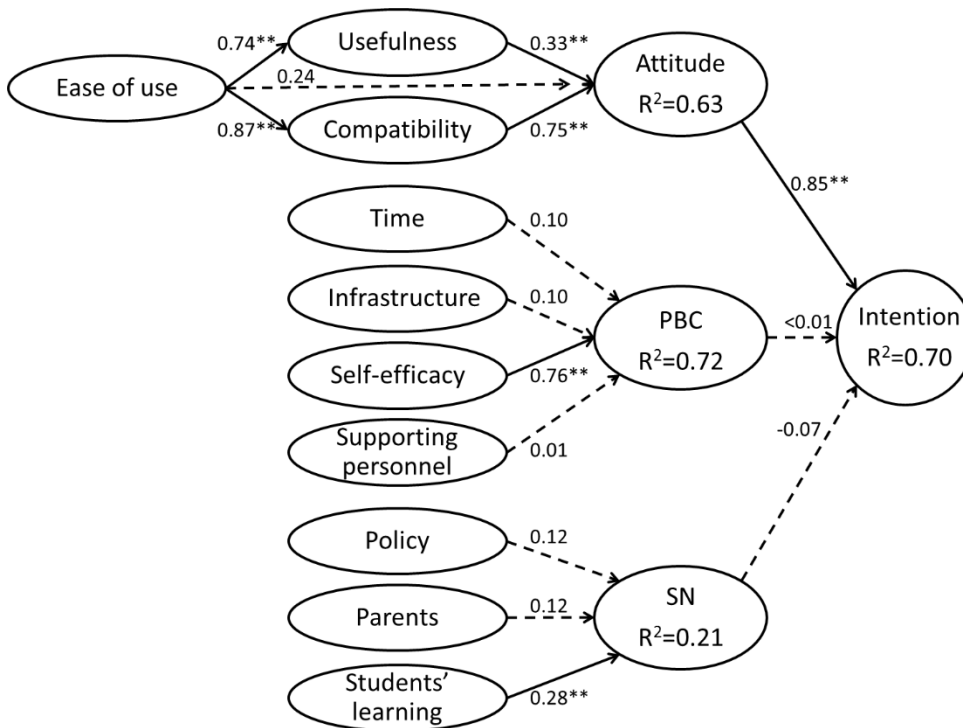 Ease of use
0.74**
0.24
0.87**
Usefulness
0.33**
Compatibility
0.75**
Attitude
R²=0.63
0.85**
Time
0.10
Infrastructure
0.10
Self-efficacy
0.76**
Supporting
personnel
0.01
PBC
R²=0.72
<0.01
Intention
R²=0.70
-0.07
Policy
0.12
Parents
0.12
Students’
learning
0.28**
SN
R²=0.21